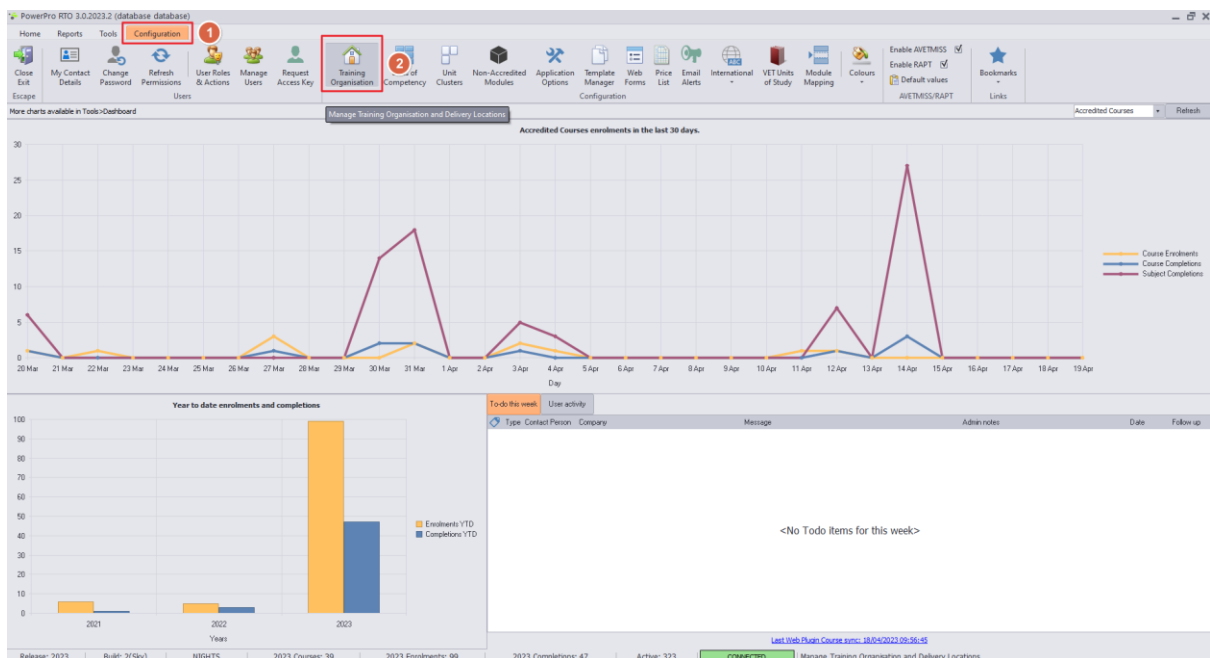 PowerPro RTO 3.0.2023.2 (database database)
Home Reports Tools Configuration 1
Close Exit
My Contact Details
Change Password
Refresh Permissions
User Roles & Actions
Manage Users
Request Access Key
Training Organisation
2
of Competency
Unit Clusters
Non-Accredited Modules
Application Options
Template Manager
Web Forms
Price List
Email Alerts
International
VET Units of Study
Module Mapping
Colours
Enable AVETMISS
Enable RAPT
Default values
Bookmarks
Escape Users Configuration AVETMISS/RAPT Links
More charts available in Tools>Dashboard
Manage Training Organisation and Delivery Locations
Accredited Courses Refresh
Accredited Courses enrolments in the last 30 days.
30
25
20
15
10
5
0
Course Enrolments
Course Completions
Subject Completions
20 Mar 21 Mar 22 Mar 23 Mar 24 Mar 25 Mar 26 Mar 27 Mar 28 Mar 29 Mar 30 Mar 31 Mar 1 Apr 2 Apr 3 Apr 4 Apr 5 Apr 6 Apr 7 Apr 8 Apr 9 Apr 10 Apr 11 Apr 12 Apr 13 Apr 14 Apr 15 Apr 16 Apr 17 Apr 18 Apr 19 Apr
Day
Year to date enrolments and completions
100
90
80
70
60
50
40
30
20
10
0
2021 2022 2023
Years
Enrolments YTD
Completions YTD
To-do this week User activity
Type Contact Person Company Message Admin notes Date Follow up
<No Todo items for this week>
Last Web Plugin Course sync: 18/04/2023 09:56:45
Release: 2023 Build: 2(Sky) NIGHTS 2023 Courses: 39 2023 Enrolments: 99 2023 Completions: 47 Active: 323 CONNECTED Manage Training Organisation and Delivery Locations